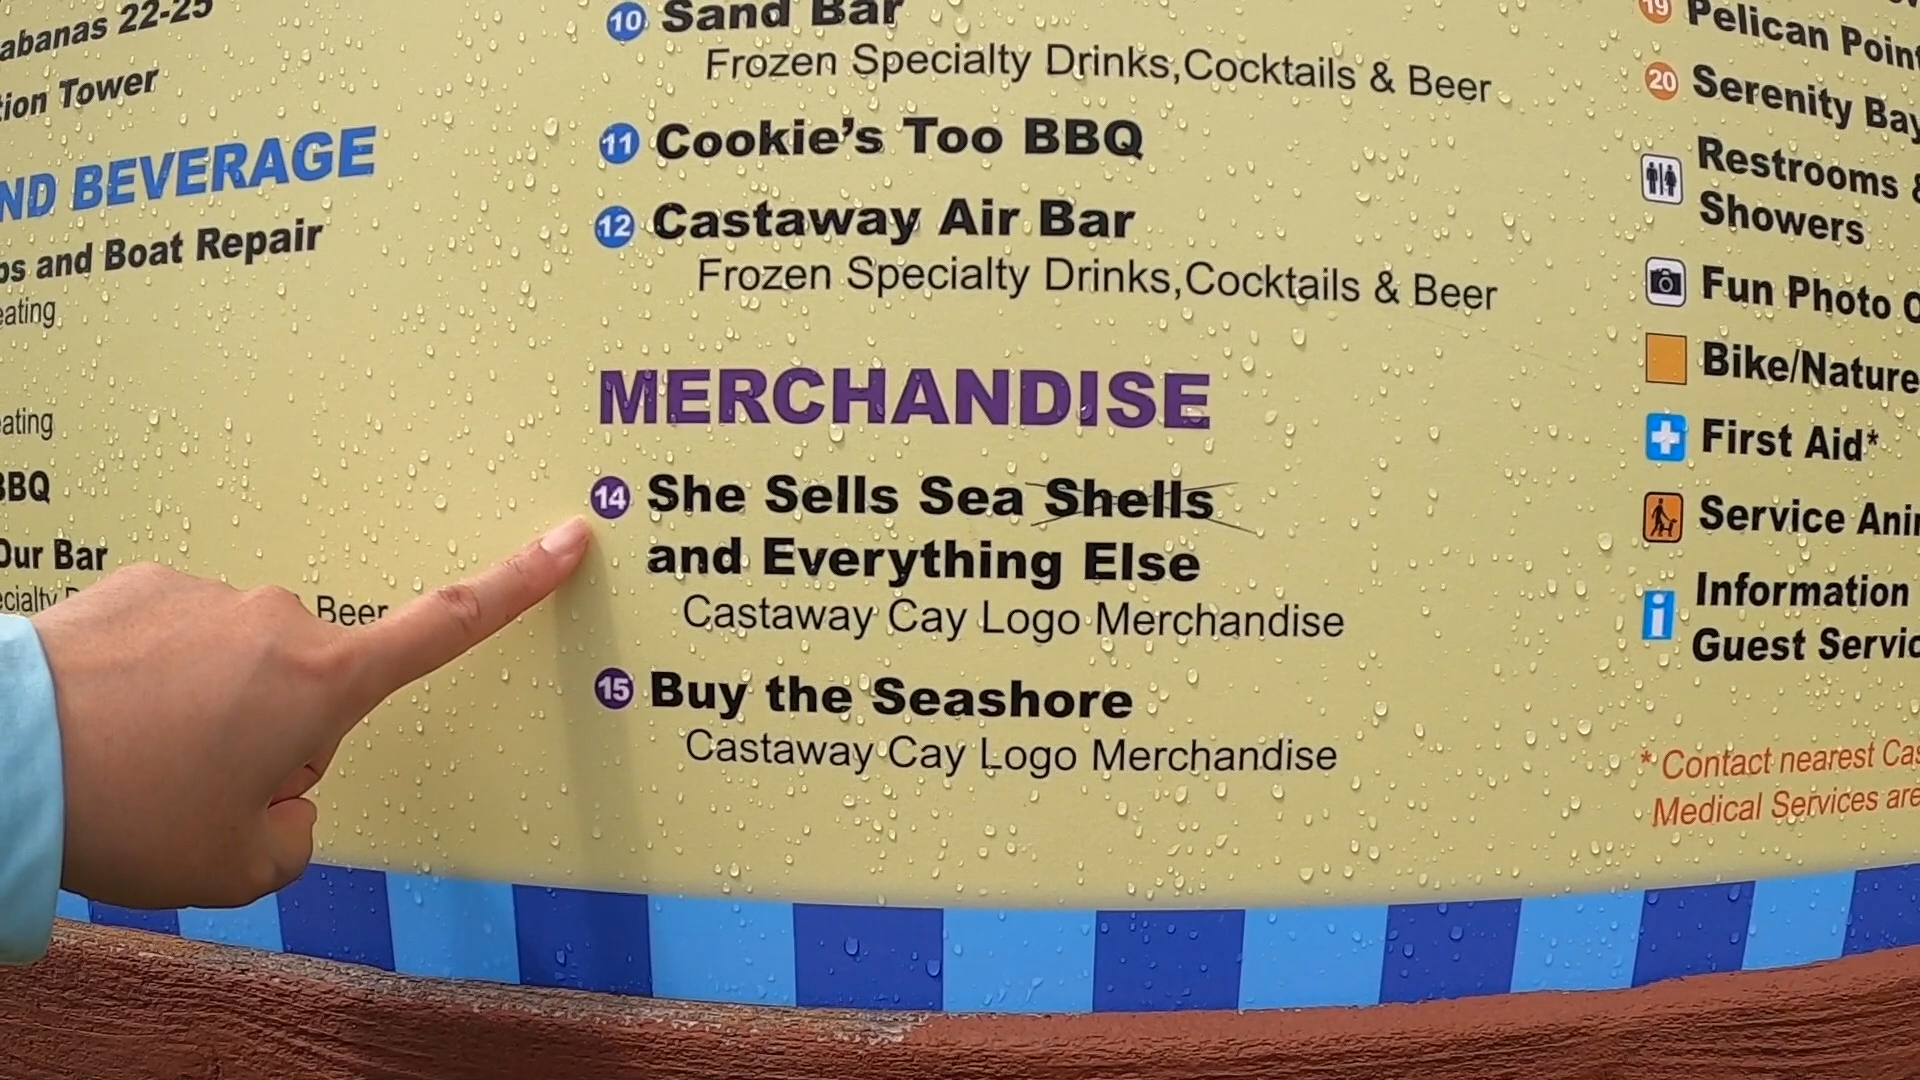 abanas 22-25
tion Tower
ND BEVERAGE
os and Boat Repair
eating
eating
BBQ
Our Bar
ecialty
Beer
10 Sand Bar
Frozen Specialty Drinks,Cocktails & Beer
11 Cookie's Too BBQ
12 Castaway Air Bar
Frozen Specialty Drinks,Cocktails & Beer
MERCHANDISE
14 She Sells Sea Shells
and Everything Else
Castaway Cay Logo Merchandise
15 Buy the Seashore
Castaway Cay Logo Merchandise
19 Pelican Point
20 Serenity Bay
Restrooms &
Showers
Fun Photo O
Bike/Nature
First Aid*
Service Ani
Information
Guest Servic
* Contact nearest Cas
Medical Services are